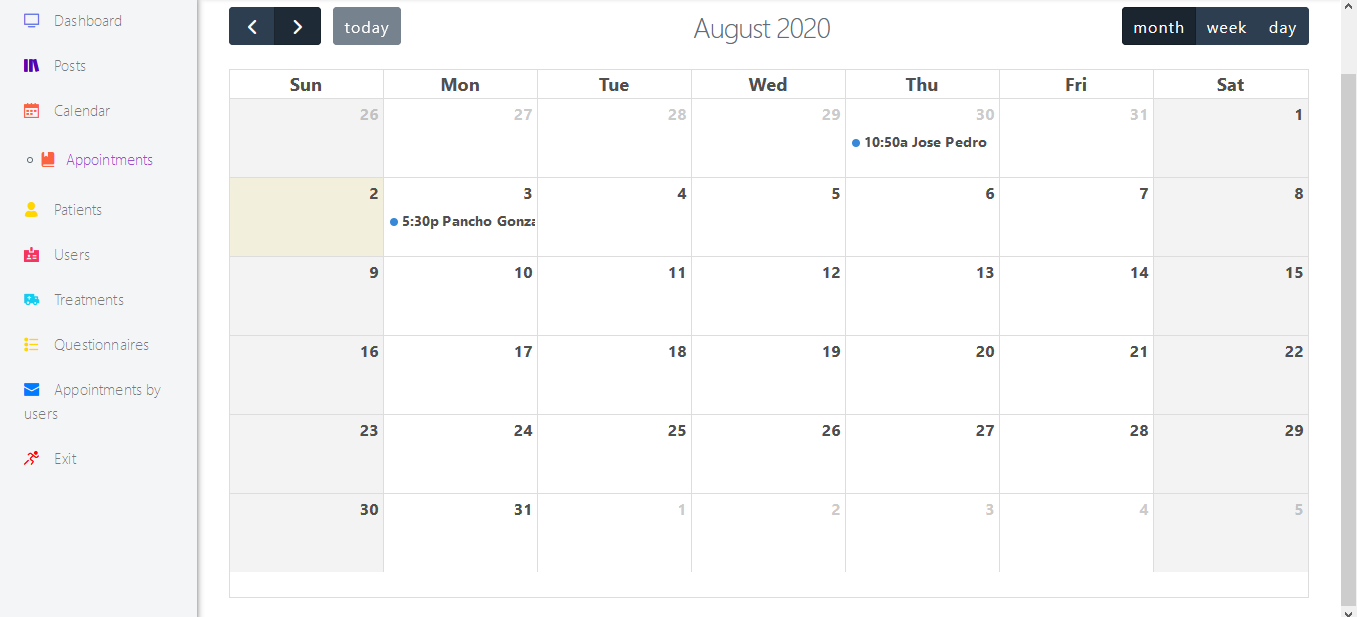 Dashboard
Posts
Calendar
Appointments
Patients
Users
Treatments
Questionnaires
Appointments by
users
Exit
today
August 2020
month week day
Sun Mon Tue Wed Thu Fri Sat
26 27 28 29 30 31 1
10:50a Jose Pedro
2 3 4 5 6 7 8
5:30p Pancho Gonza
9 10 11 12 13 14 15
16 17 18 19 20 21 22
23 24 25 26 27 28 29
30 31 1 2 3 4 5